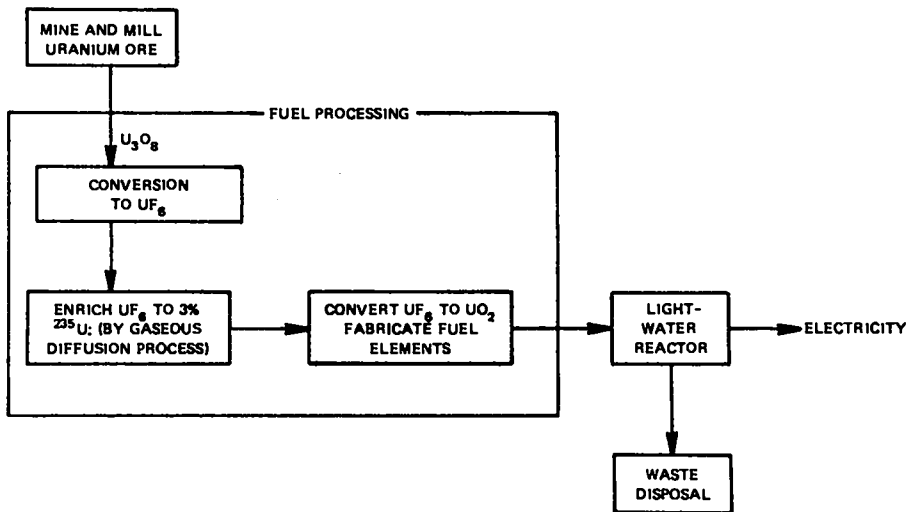 MINE AND MILL
URANIUM ORE
FUEL PROCESSING
U₃O₈
CONVERSION
TO UF₆
ENRICH UF₆ TO 3%
²³⁵U: (BY GASEOUS
DIFFUSION PROCESS)
CONVERT UF₆ TO UO₂
FABRICATE FUEL
ELEMENTS
LIGHT-
WATER
REACTOR
ELECTRICITY
WASTE
DISPOSAL